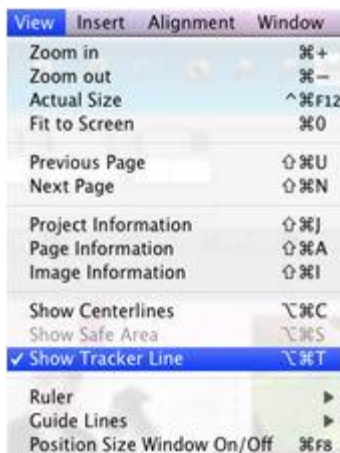 View Insert Alignment Window
Zoom in ⌘+
Zoom out ⌘−
Actual Size ^⌘F12
Fit to Screen ⌘0
Previous Page ⇧⌘U
Next Page ⇧⌘N
Project Information ⇧⌘J
Page Information ⇧⌘A
Image Information ⇧⌘I
Show Centerlines ⌥⌘C
Show Safe Area ⌥⌘S
✓ Show Tracker Line ⌥⌘T
Ruler ▶
Guide Lines ▶
Position Size Window On/Off ⌘F8